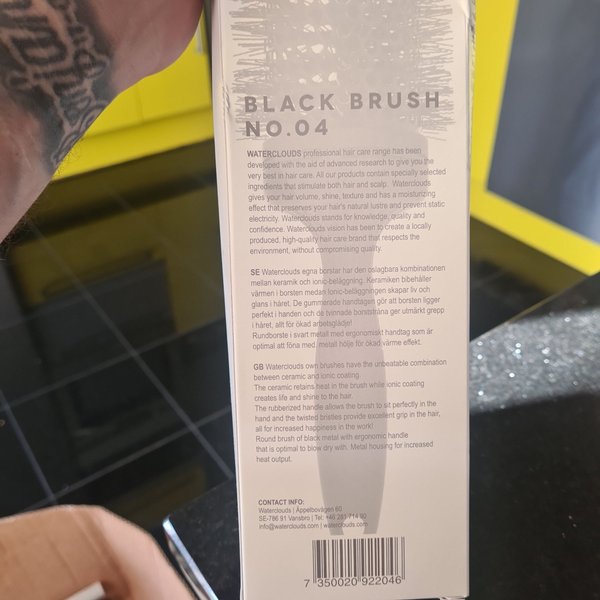 BLACK BRUSH
NO.04
WATERCLOUDS professional hair care range has been
developed with the aid of advanced research to give you the
very best in hair care. All our products contain specially selected
ingredients that stimulate both hair and scalp. Waterclouds
gives your hair volume, shine, texture and has a moisturizing
effect that preserves your hair's natural lustre and prevent static
electricity. Waterclouds stands for knowledge, quality and
confidence. Waterclouds vision has been to create a locally
produced, high-quality hair care brand that respects the
environment, without compromising quality.
SE Waterclouds egna borstar har den oslagbara kombinationen
mellan keramik och ionic-beläggning. Keramiken bibehåller
värmen i borsten medan Ionic-beläggningen skapar liv och
glans i håret. De gummerade handtagen gör att borsten ligger
perfekt i handen och de tvinnade borststråna ger utmärkt grepp
i håret, allt för ökad arbetsglädje!
Rundborste i svart metall med ergonomiskt handtag som är
optimal att föna med, metall hölje för ökad värme effekt.
GB Waterclouds own brushes have the unbeatable combination
between ceramic and ionic coating.
The ceramic retains heat in the brush while ionic coating
creates life and shine to the hair.
The rubberized handle allows the brush to sit perfectly in the
hand and the twisted bristles provide excellent grip in the hair,
all for increased happiness in the work!
Round brush of black metal with ergonomic handle
that is optimal to blow dry with. Metal housing for increased
heat output.
CONTACT INFO:
Waterclouds | Äppelbovägen 60
SE-786 91 Vansbro | Tel: +46 281 714 90
info@waterclouds.com | waterclouds.com
7 350020 922046